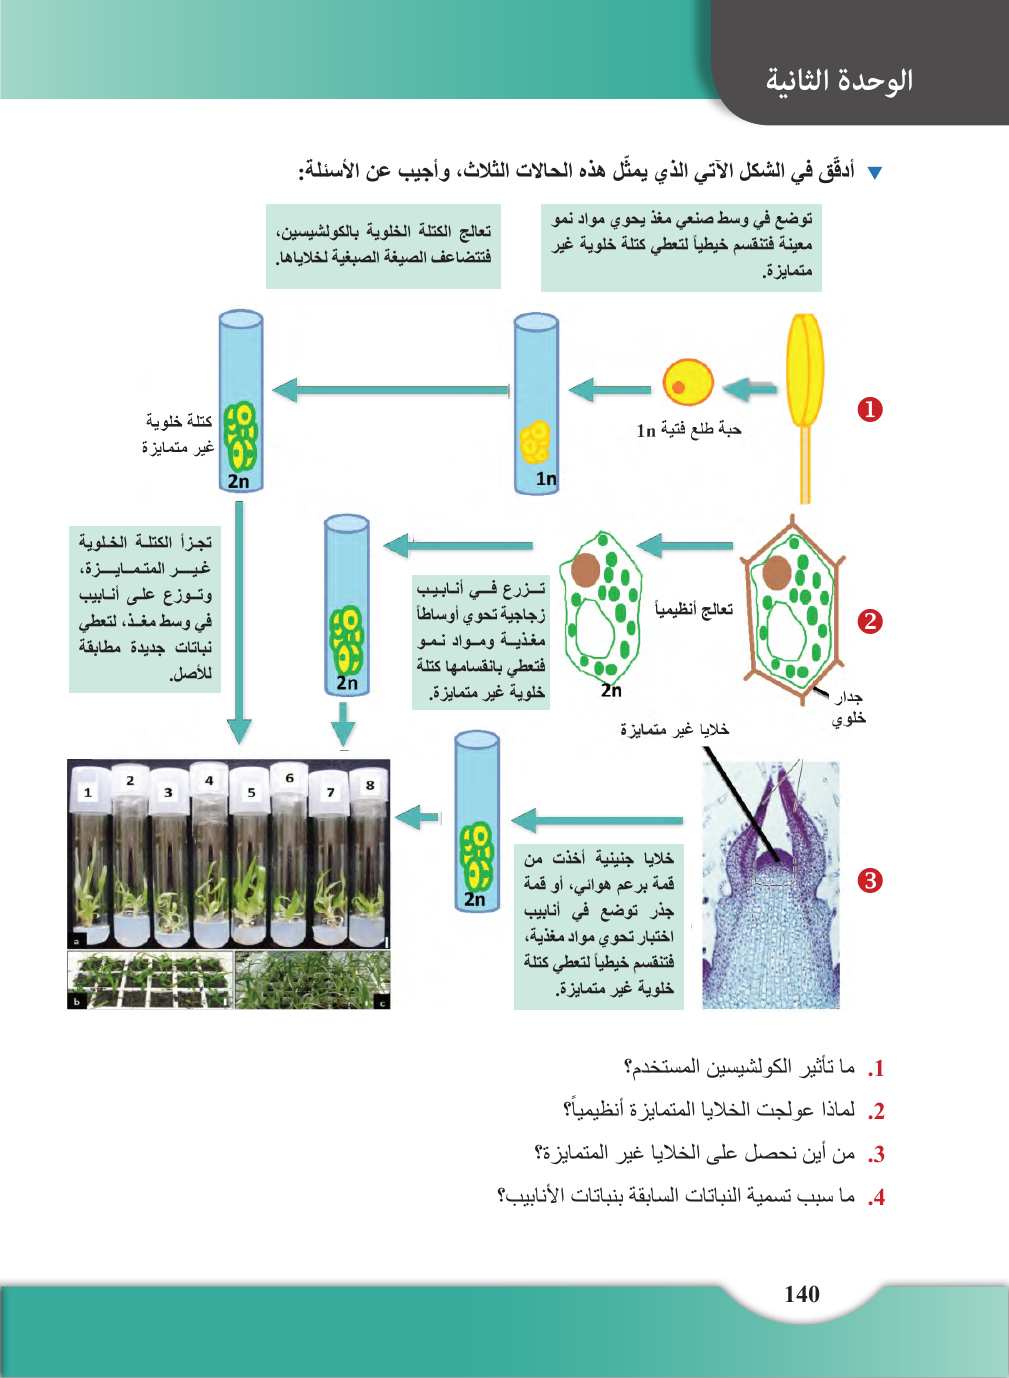 الوحدة الثانية
أدقّق في الشكل الآتي الذي يمثّل هذه الحالات الثلاث، وأجيب عن الأسئلة:
توضع في وسط صنعي مغذ يحوي مواد نمو
معينة فتنقسم خيطياً لتعطي كتلة خلوية غير
متمايزة.
تعالج الكتلة الخلوية بالكولشيسين،
فتتضاعف الصيغة الصبغية لخلاياها.
1
حبة طلع فتية 1n
1n
كتلة خلوية
غير متمايزة
2n
تجزأ الكتلة الخلوية
غير المتمايزة،
وتوزع على أنابيب
في وسط مغذ، لتعطي
نباتات جديدة مطابقة
للأصل.
2
جدار
خلوي
تعالج أنظيمياً
2n
تزرع في أنابيب
زجاجية تحوي أوساطاً
مغذية ومواد نمو
فتعطي بانقسامها كتلة
خلوية غير متمايزة.
2n
3
خلايا غير متمايزة
خلايا جنينية أخذت من
قمة برعم هوائي، أو قمة
جذر توضع في أنابيب
اختبار تحوي مواد مغذية،
فتنقسم خيطياً لتعطي كتلة
خلوية غير متمايزة.
2n
1 2 3 4 5 6 7 8
a
b
c
1. ما تأثير الكولشيسين المستخدم؟
2. لماذا عولجت الخلايا المتمايزة أنظيمياً؟
3. من أين نحصل على الخلايا غير المتمايزة؟
4. ما سبب تسمية النباتات السابقة بنباتات الأنابيب؟
140